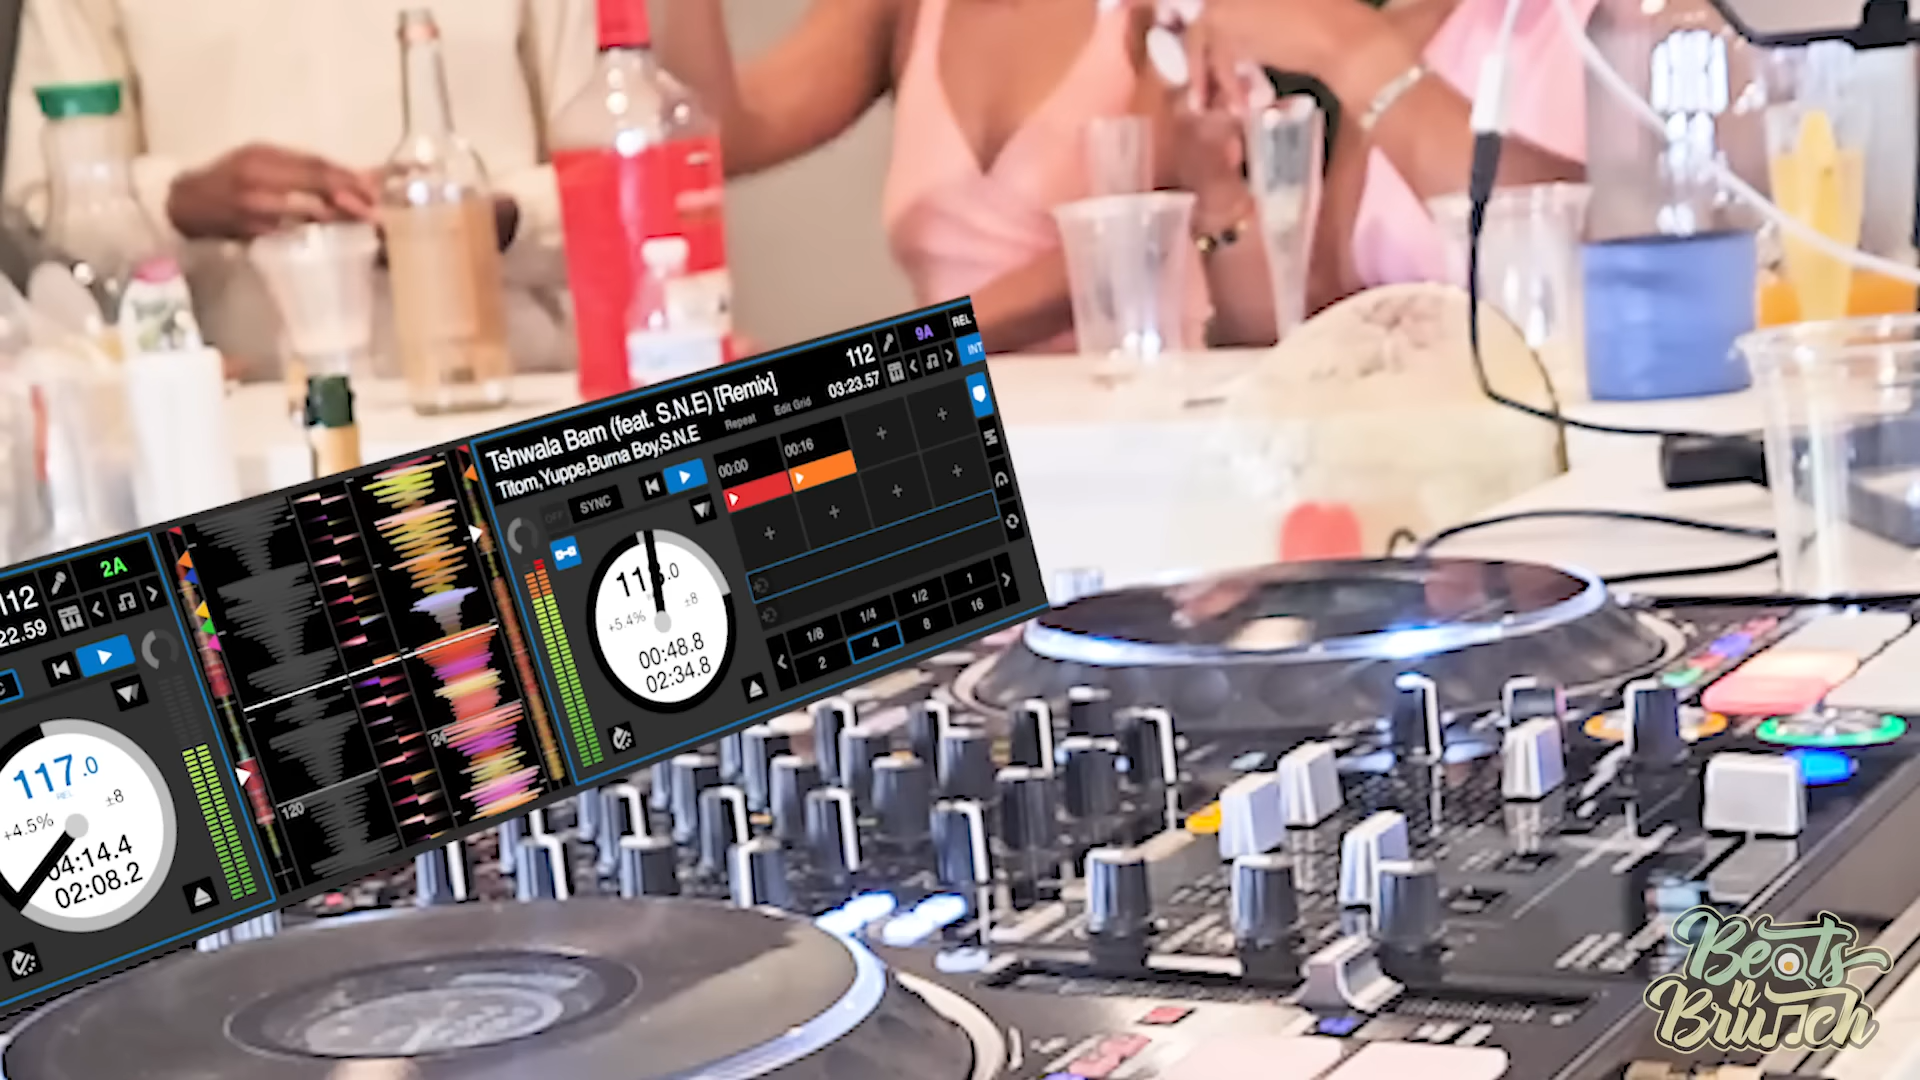 112
2A
22.59
117.0
±8
+4.5%
04:14.4
02:08.2
120
24
Tshwala Bam (feat. S.N.E) [Remix]
Titom,Yuppe,Burna Boy,S.N.E
112
9A
REL
03:23.57
INT
Repeat
Edit Grid
OFF
SYNC
00:00
00:16
.0
+5.4%
±8
00:48.8
02:34.8
1/8
1/4
1/2
1
2
4
8
16
Beats
n
Brunch